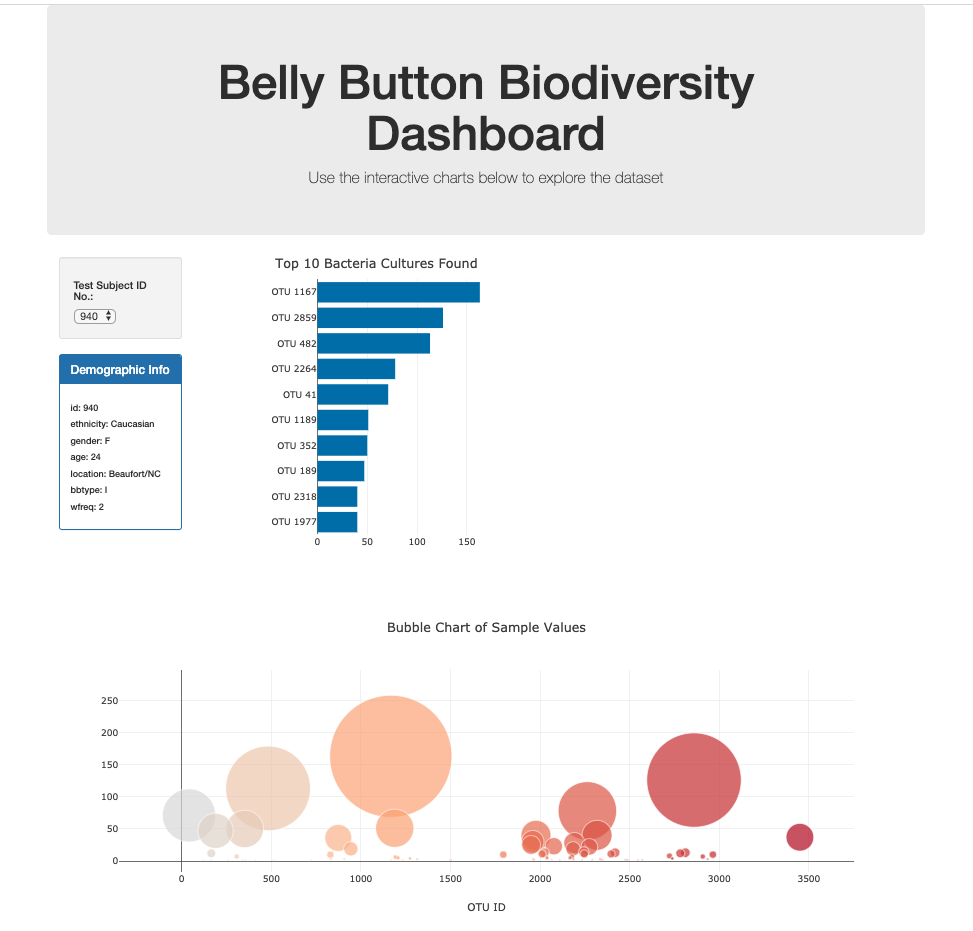 Belly Button Biodiversity
Dashboard
Use the interactive charts below to explore the dataset
Test Subject ID
No.:
940
Demographic Info
id: 940
ethnicity: Caucasian
gender: F
age: 24
location: Beaufort/NC
bbtype: I
wfreq: 2
Top 10 Bacteria Cultures Found
OTU 1167
OTU 2859
OTU 482
OTU 2264
OTU 41
OTU 1189
OTU 352
OTU 189
OTU 2318
OTU 1977
0 50 100 150
Bubble Chart of Sample Values
250
200
150
100
50
0
0 500 1000 1500 2000 2500 3000 3500
OTU ID